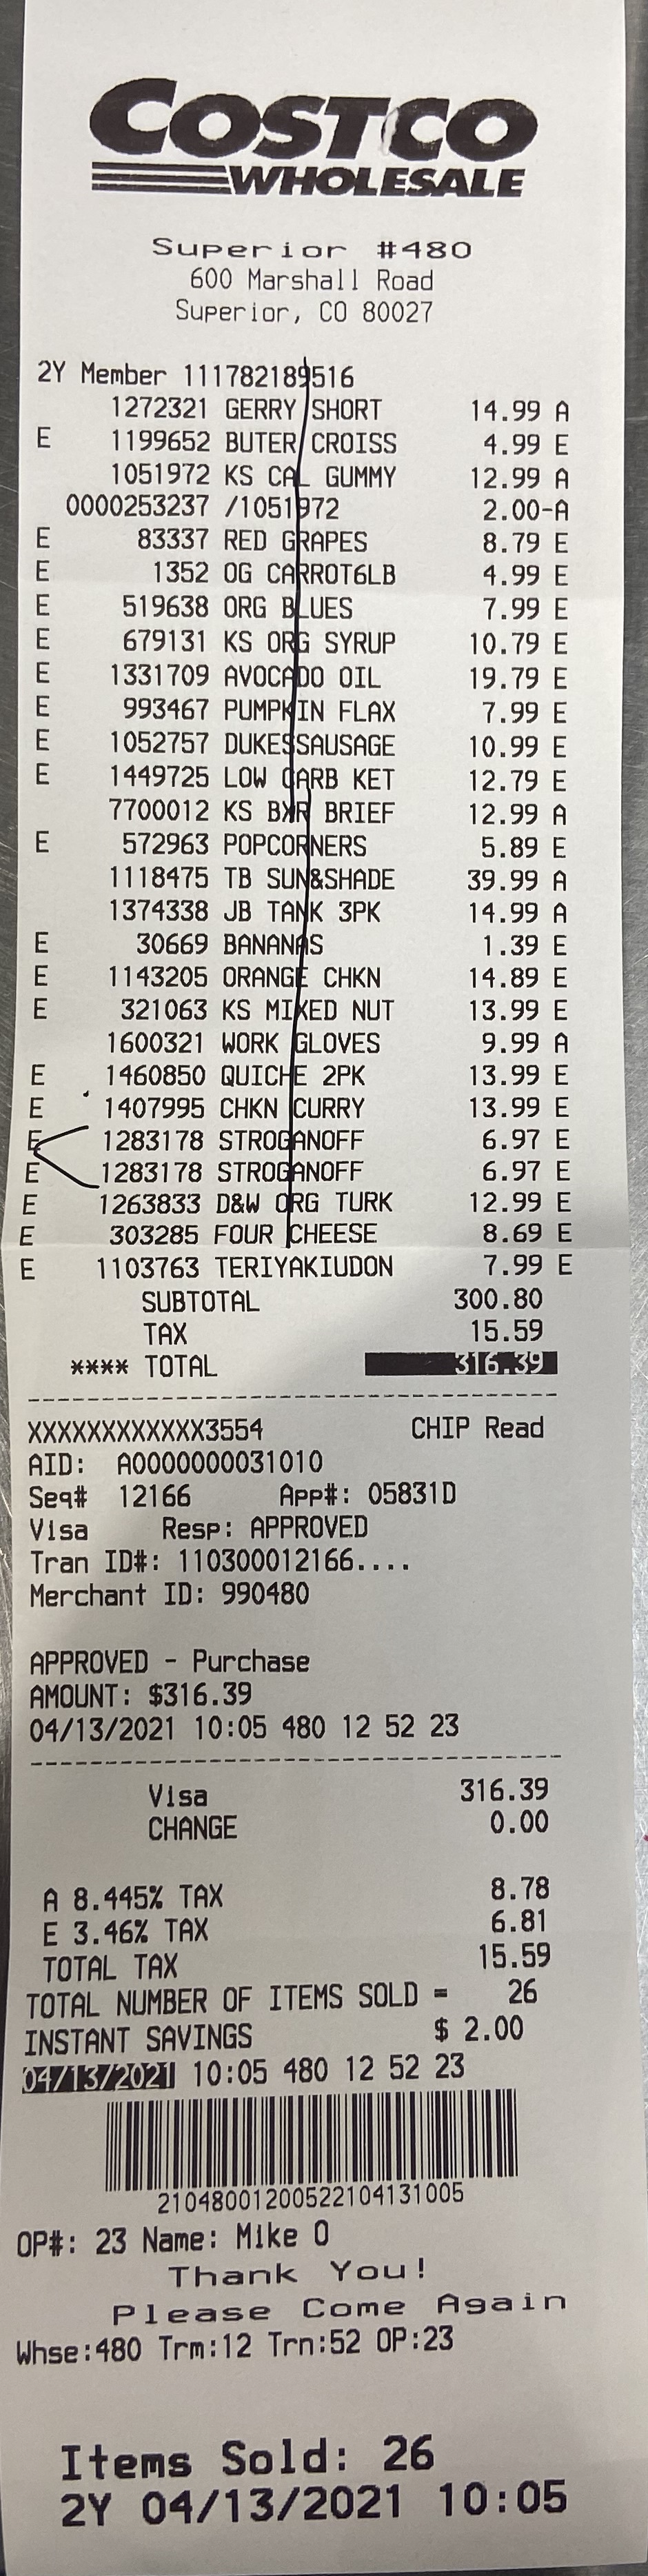 COSTCO
WHOLESALE
Superior #480
600 Marshall Road
Superior, CO 80027
2Y Member 111782189516
1272321 GERRY SHORT 14.99 A
E 1199652 BUTER CROISS 4.99 E
1051972 KS CAL GUMMY 12.99 A
0000253237 /1051972 2.00-A
E 83337 RED GRAPES 8.79 E
E 1352 OG CARROT6LB 4.99 E
E 519638 ORG BLUES 7.99 E
E 679131 KS ORG SYRUP 10.79 E
E 1331709 AVOCADO OIL 19.79 E
E 993467 PUMPKIN FLAX 7.99 E
E 1052757 DUKESSAUSAGE 10.99 E
E 1449725 LOW CARB KET 12.79 E
7700012 KS BXR BRIEF 12.99 A
E 572963 POPCORNERS 5.89 E
1118475 TB SUN&SHADE 39.99 A
1374338 JB TANK 3PK 14.99 A
E 30669 BANANAS 1.39 E
E 1143205 ORANGE CHKN 14.89 E
E 321063 KS MIXED NUT 13.99 E
1600321 WORK GLOVES 9.99 A
E 1460850 QUICHE 2PK 13.99 E
E 1407995 CHKN CURRY 13.99 E
E 1283178 STROGANOFF 6.97 E
E 1283178 STROGANOFF 6.97 E
E 1263833 D&W ORG TURK 12.99 E
E 303285 FOUR CHEESE 8.69 E
E 1103763 TERIYAKIUDON 7.99 E
SUBTOTAL 300.80
TAX 15.59
**** TOTAL 316.39
XXXXXXXXXXXX3554 CHIP Read
AID: A0000000031010
Seq# 12166 App#: 05831D
Visa Resp: APPROVED
Tran ID#: 110300012166....
Merchant ID: 990480
APPROVED - Purchase
AMOUNT: $316.39
04/13/2021 10:05 480 12 52 23
Visa 316.39
CHANGE 0.00
A 8.445% TAX 8.78
E 3.46% TAX 6.81
TOTAL TAX 15.59
TOTAL NUMBER OF ITEMS SOLD = 26
INSTANT SAVINGS $ 2.00
04/13/2021 10:05 480 12 52 23
21048001200522104131005
OP#: 23 Name: Mike O
Thank You!
Please Come Again
Whse:480 Trm:12 Trn:52 OP:23
Items Sold: 26
2Y 04/13/2021 10:05